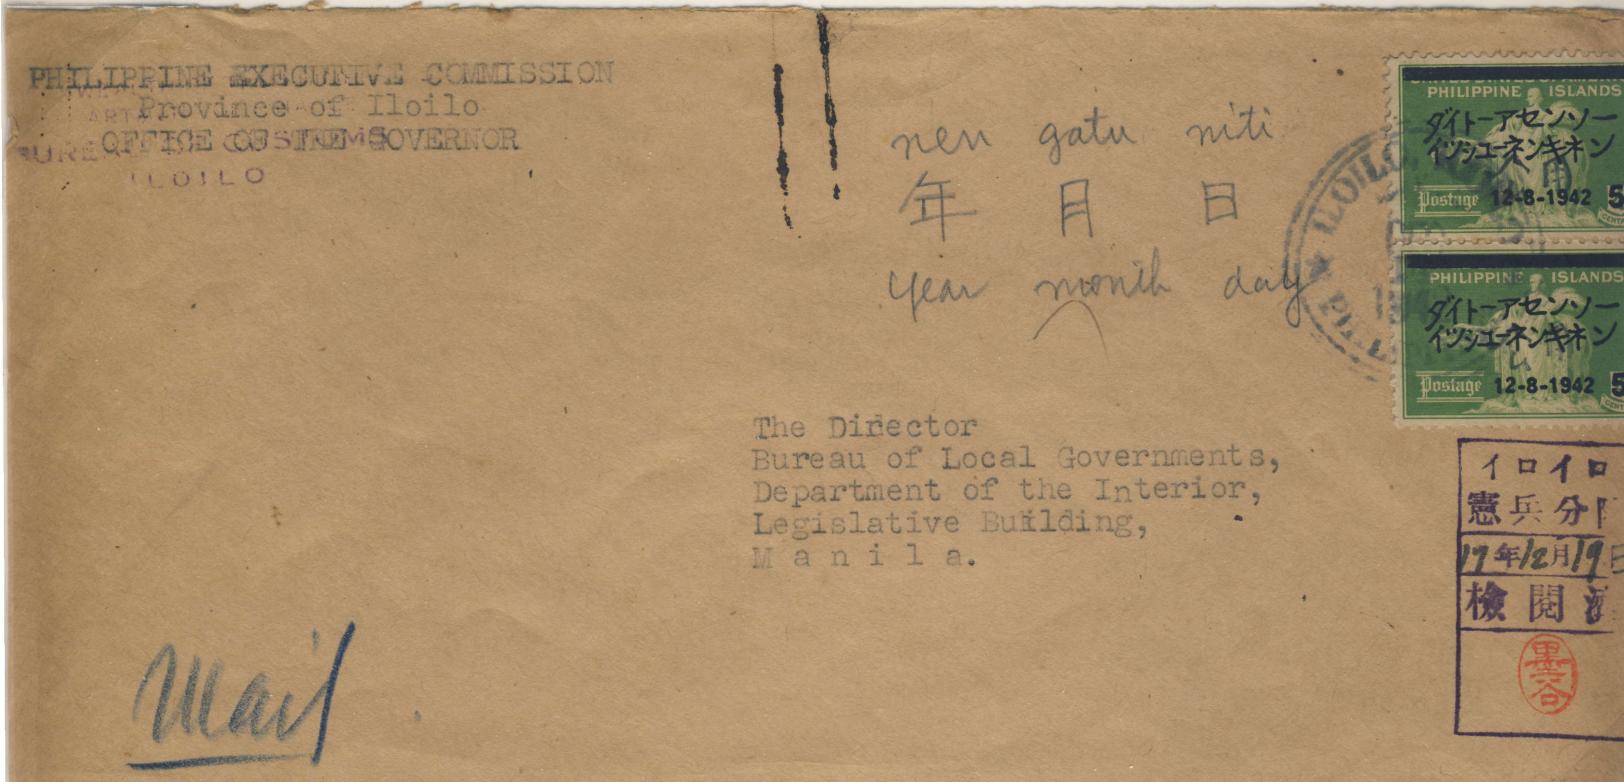 PHILIPPINE EXECUTIVE COMMISSION
Province of Iloilo
OFFICE OF THE GOVERNOR
CUSTOMS
ILOILO
nen gatu niti
年 月 日
year month day
PHILIPPINE ISLANDS
ダイトーアセンソー
イツシユーネンキネン
Postage 12-8-1942 5
PHILIPPINE ISLANDS
ダイトーアセンソー
イツシユーネンキネン
Postage 12-8-1942 5
ILOILO
The Director
Bureau of Local Governments,
Department of the Interior,
Legislative Building,
M a n i l a.
イロイロ
憲兵分
17年12月19日
検閲
Mail